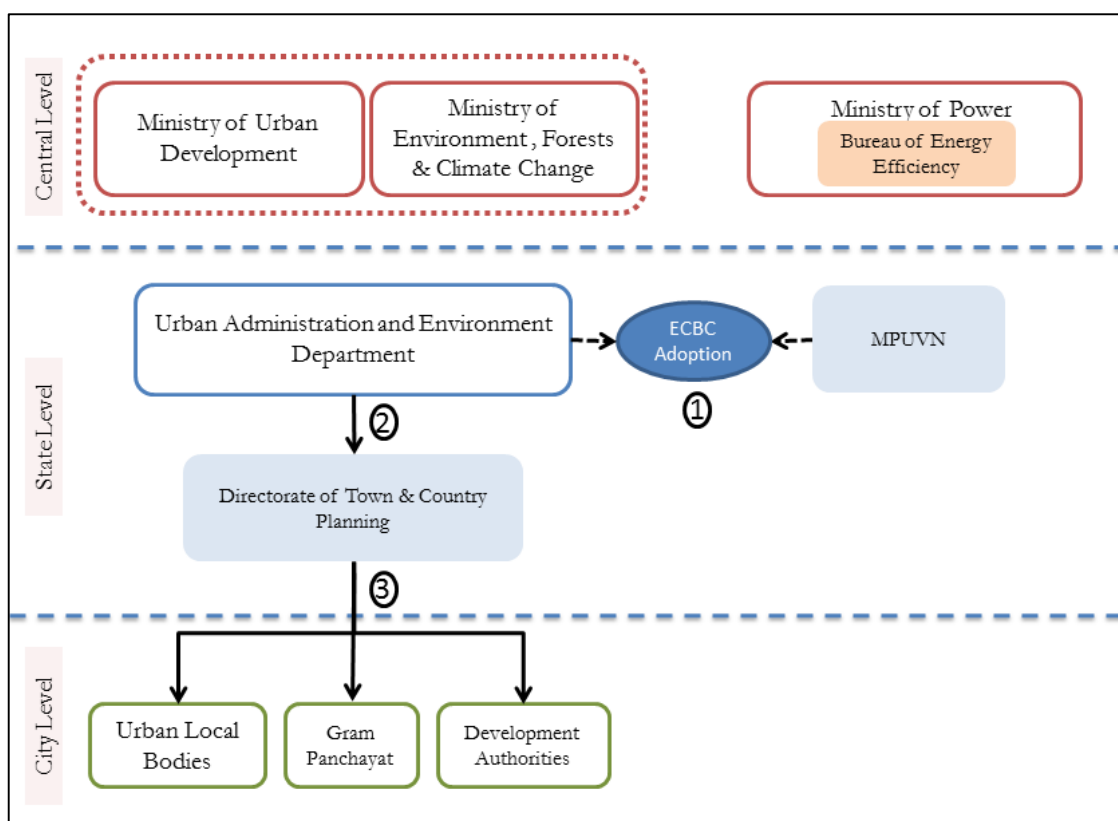 Central Level
Ministry of Urban
Development
Ministry of
Environment, Forests
& Climate Change
Ministry of Power
Bureau of Energy
Efficiency
State Level
Urban Administration and Environment
Department
ECBC
Adoption
MPUVN
1
2
Directorate of Town & Country
Planning
3
City Level
Urban Local
Bodies
Gram
Panchayat
Development
Authorities